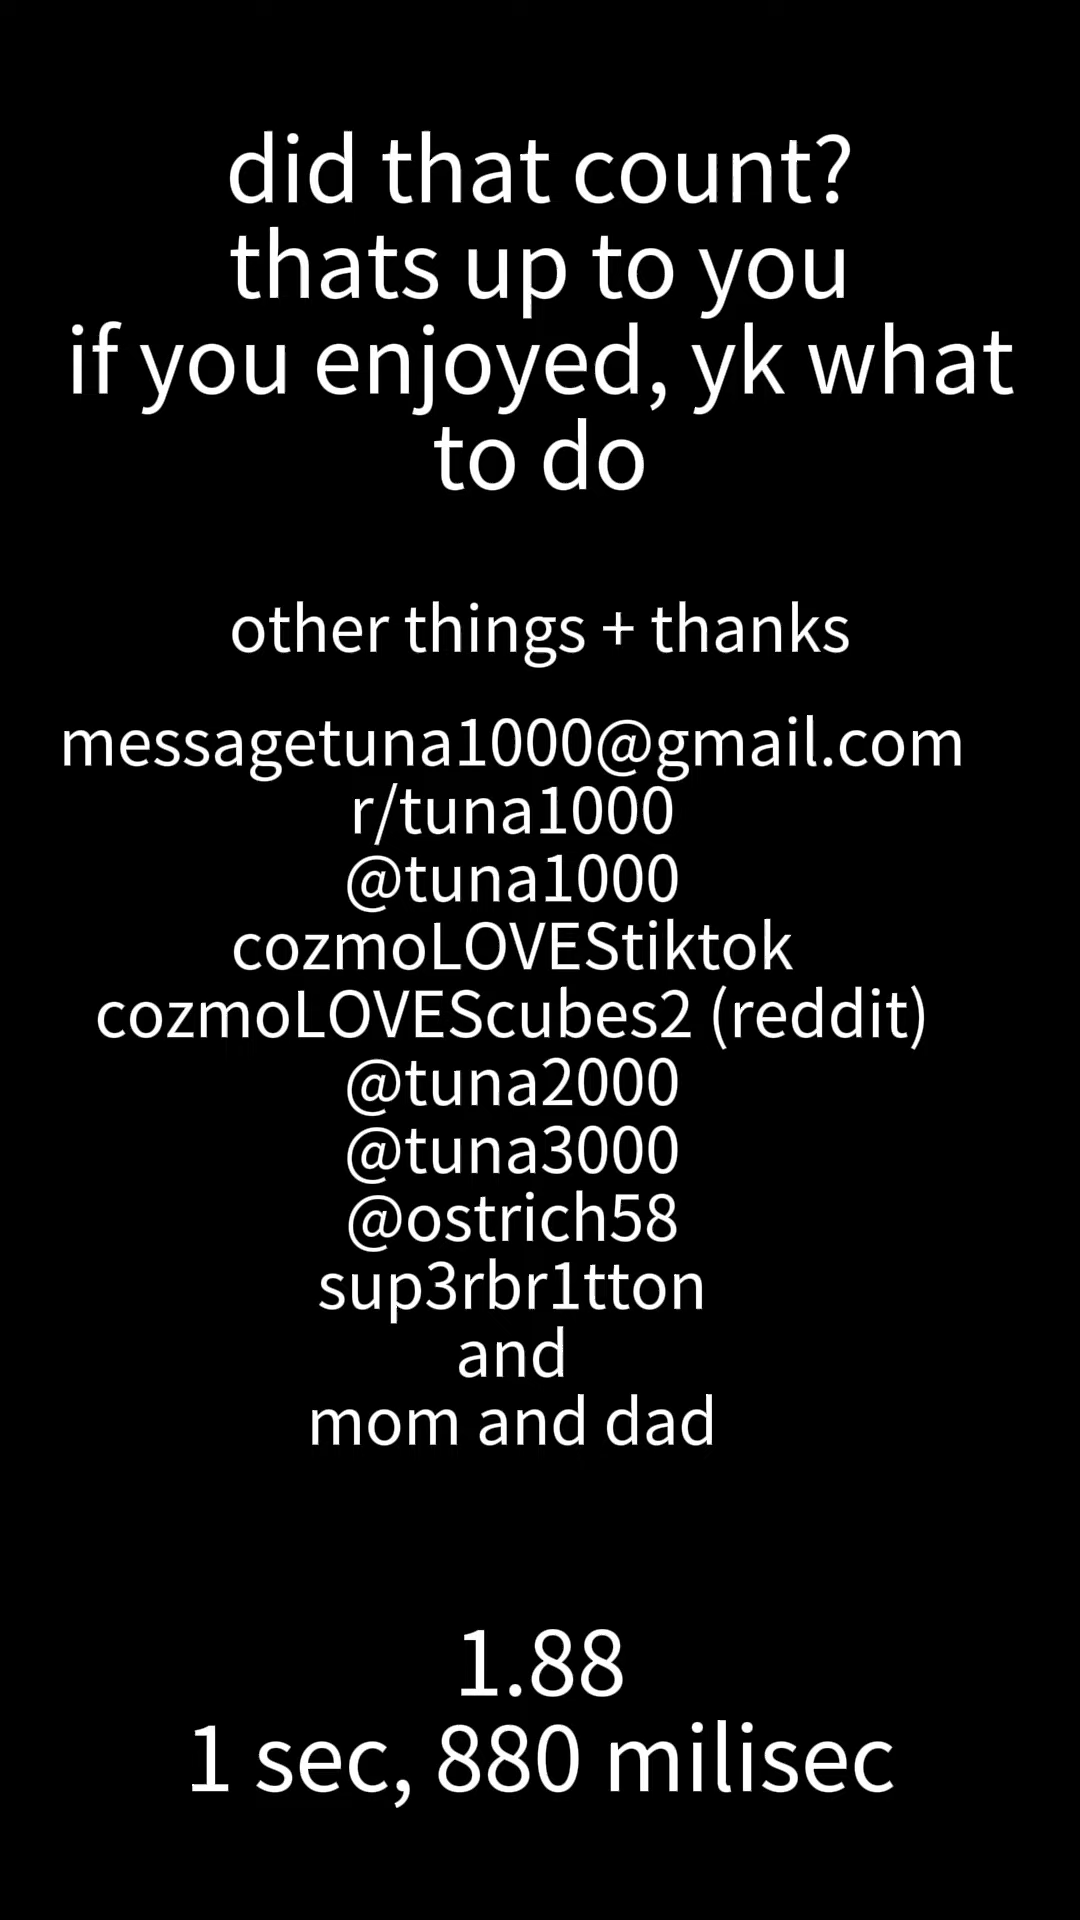 did that count?
thats up to you
if you enjoyed, yk what
to do
other things + thanks
messagetuna1000@gmail.com
r/tuna1000
@tuna1000
cozmoLOVEStiktok
cozmoLOVEScubes2 (reddit)
@tuna2000
@tuna3000
@ostrich58
sup3rbr1tton
and
mom and dad
1.88
1 sec, 880 milisec